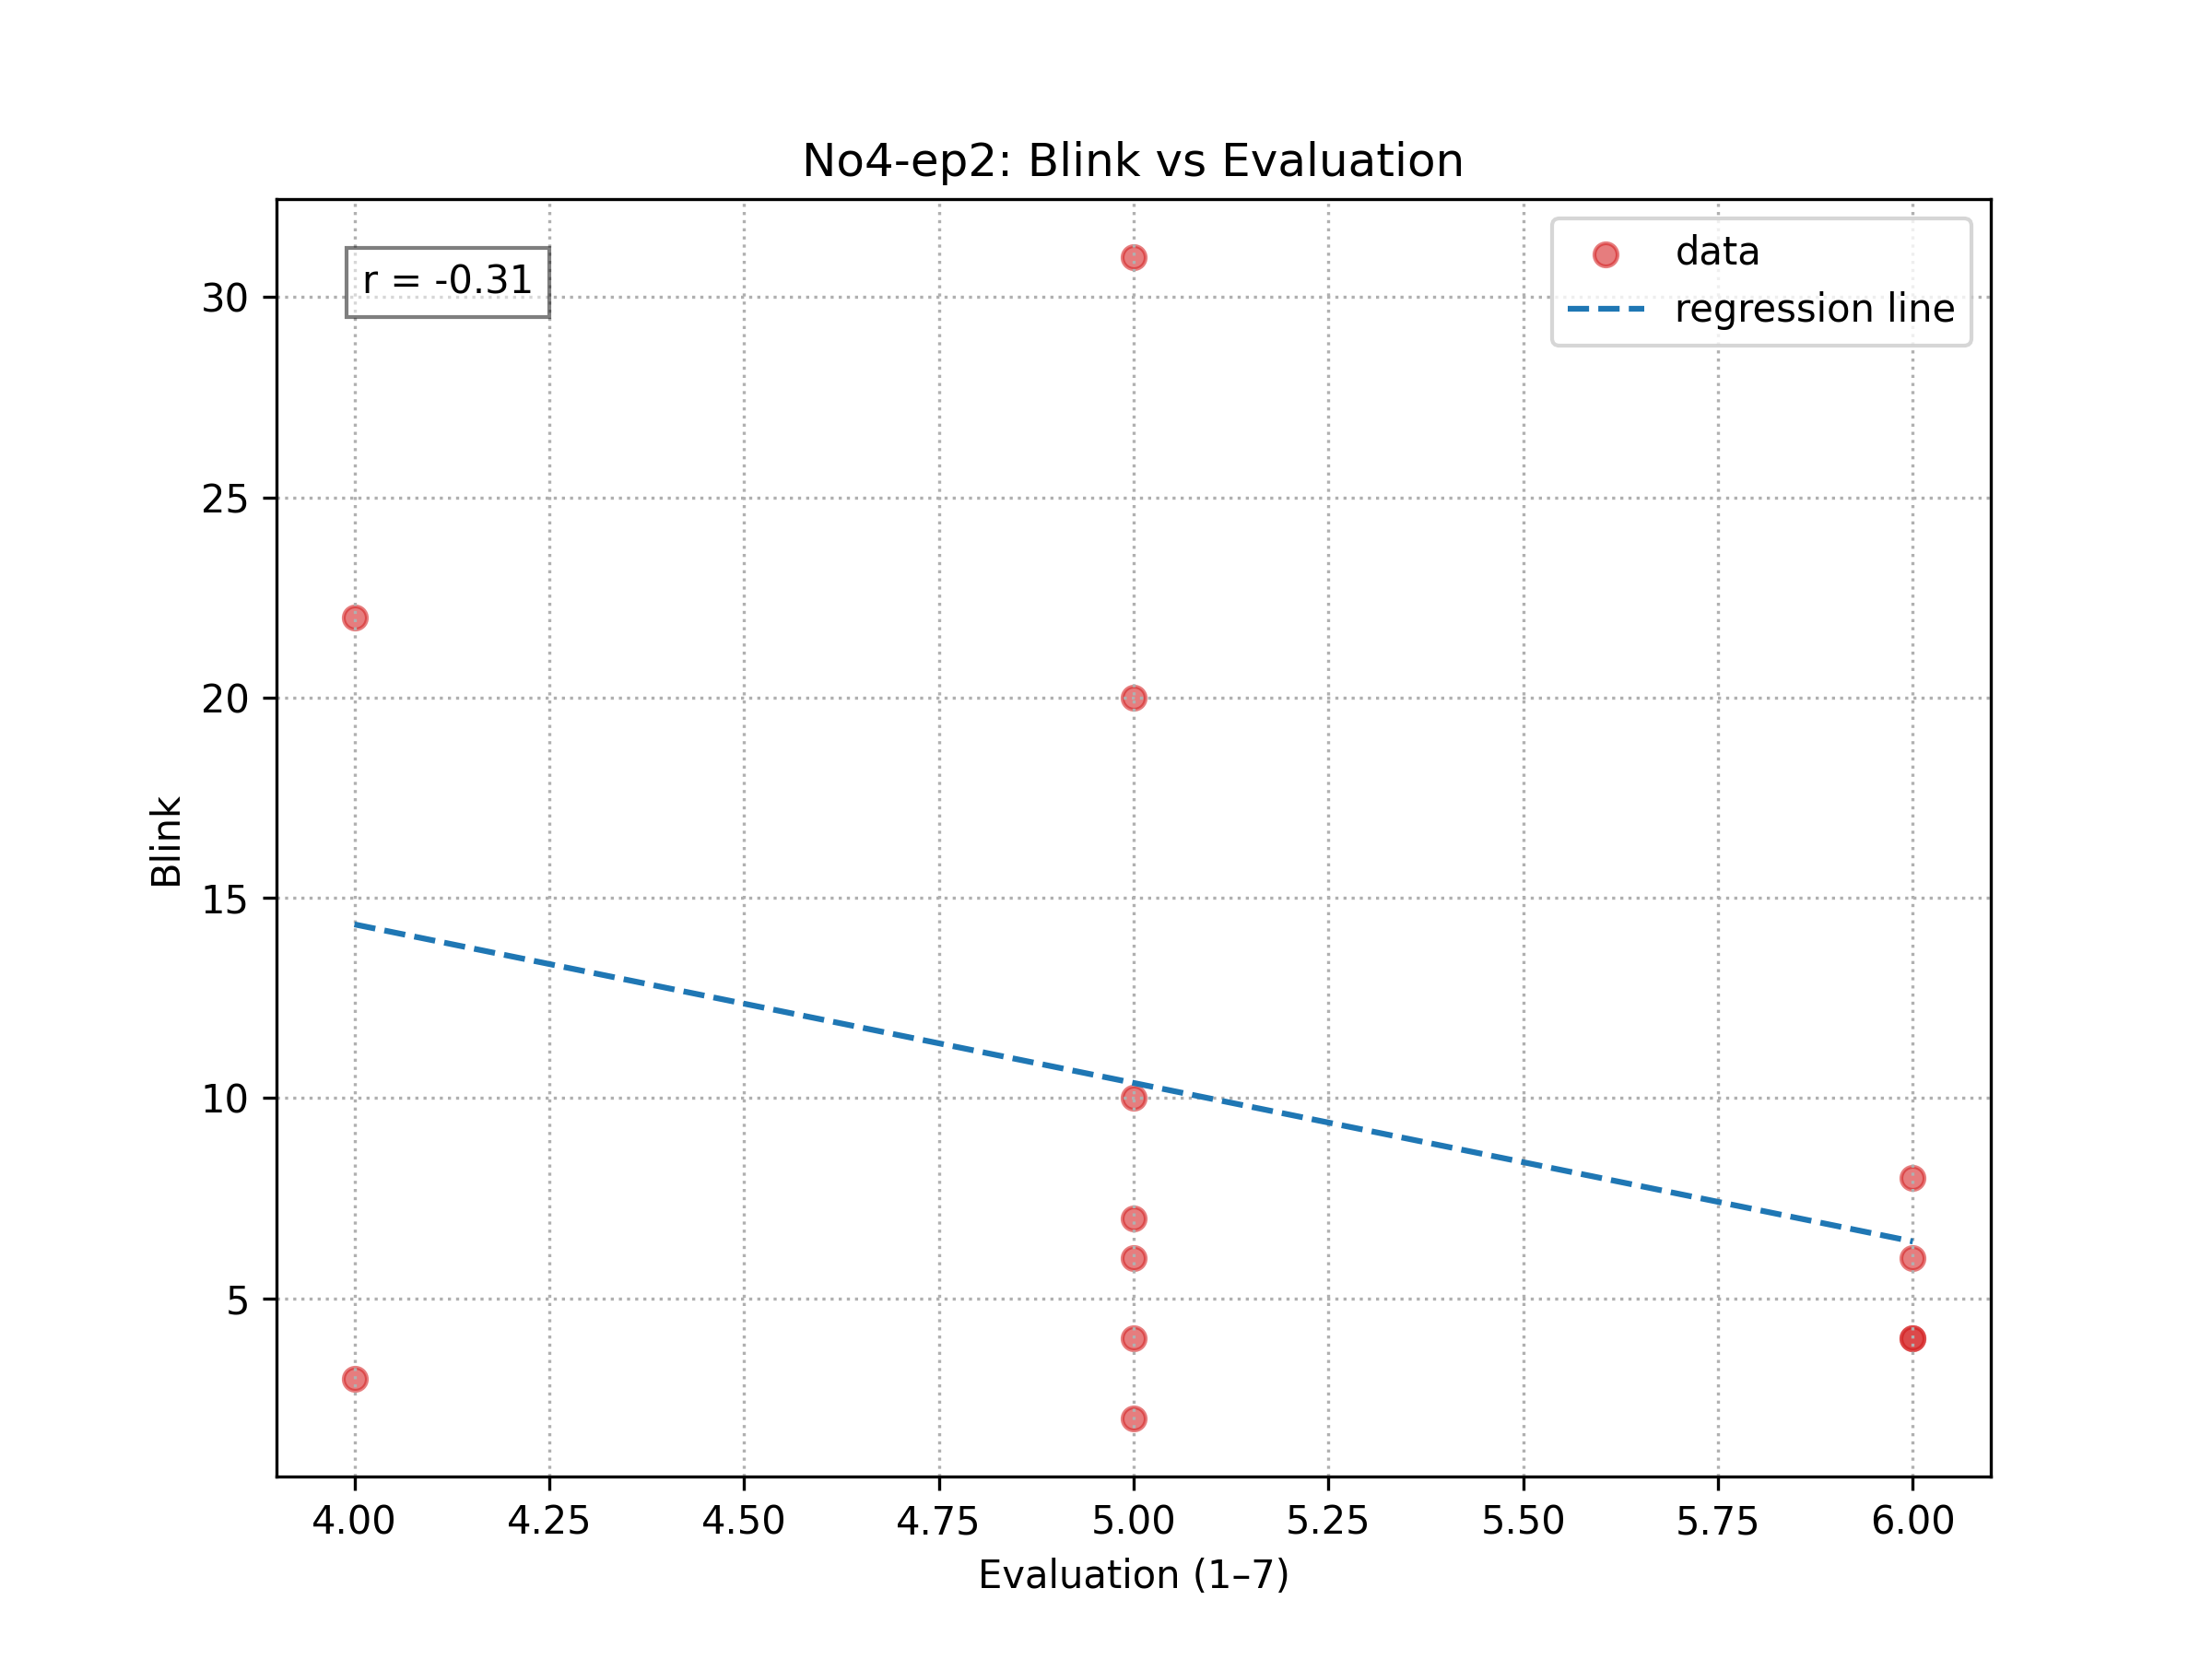 No4-ep2: Blink vs Evaluation
r = -0.31
data
regression line
30
25
20
15
10
5
Blink
4.00 4.25 4.50 4.75 5.00 5.25 5.50 5.75 6.00
Evaluation (1–7)